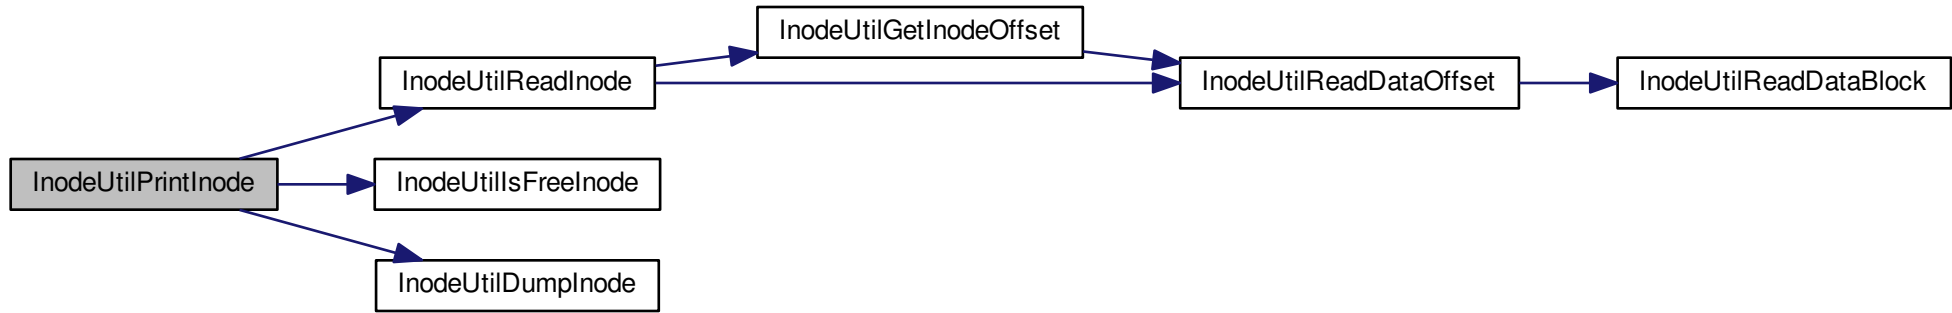 InodeUtilGetInodeOffset
InodeUtilReadInode
InodeUtilReadDataOffset
InodeUtilReadDataBlock
InodeUtilPrintInode
InodeUtilIsFreeInode
InodeUtilDumpInode